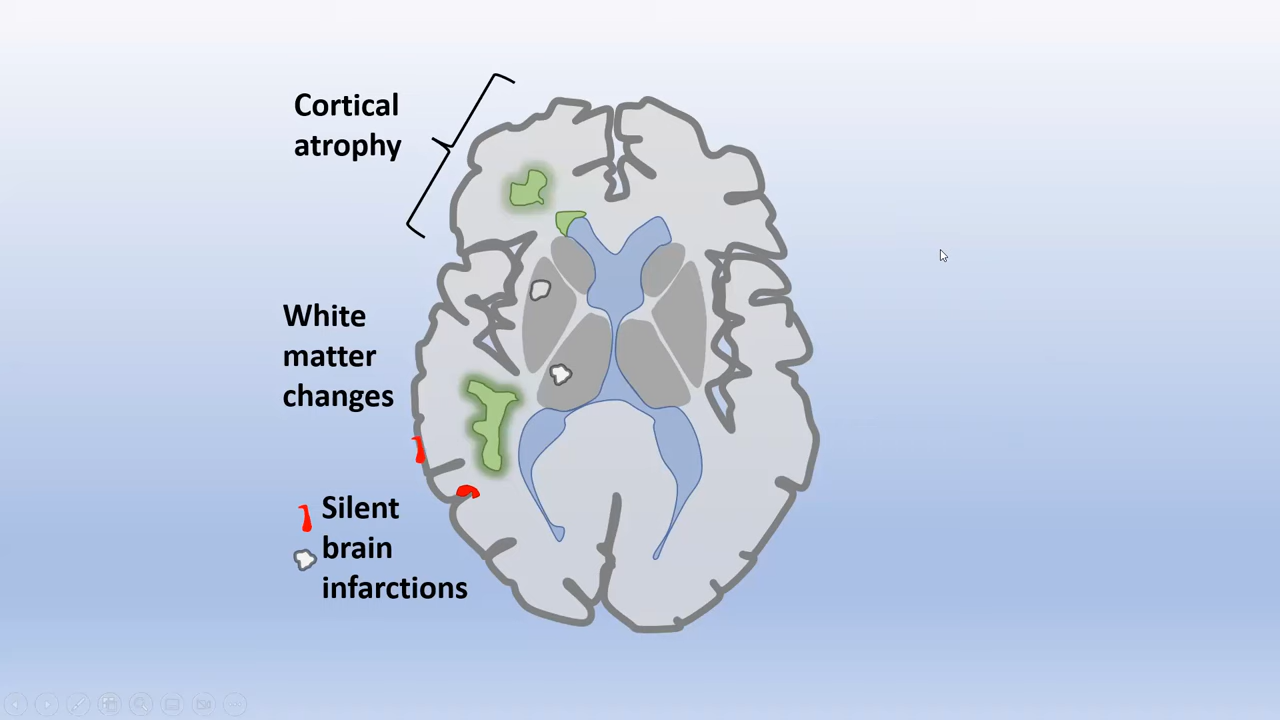 Cortical
atrophy
White
matter
changes
Silent
brain
infarctions